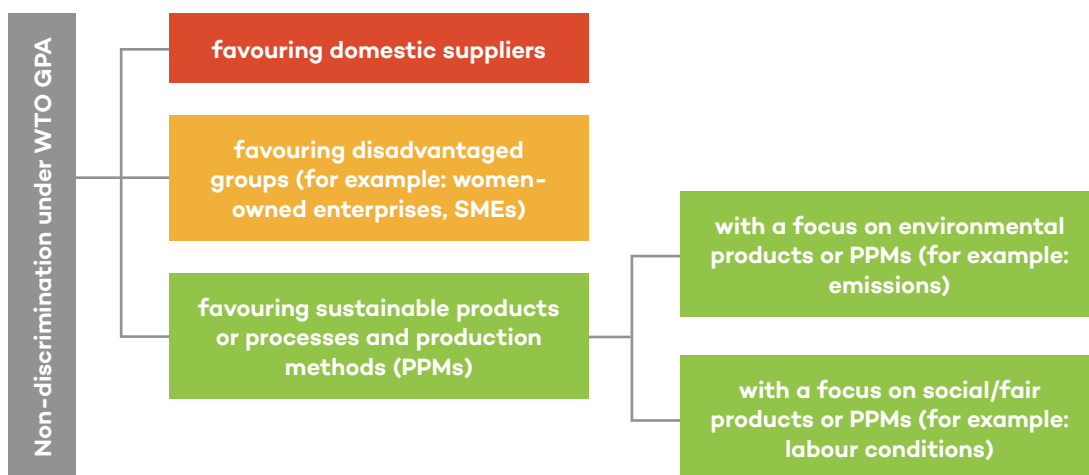 Non-discrimination under WTO GPA
favouring domestic suppliers
favouring disadvantaged
groups (for example: women-
owned enterprises, SMEs)
favouring sustainable products
or processes and production
methods (PPMs)
with a focus on environmental
products or PPMs (for example:
emissions)
with a focus on social/fair
products or PPMs (for example:
labour conditions)